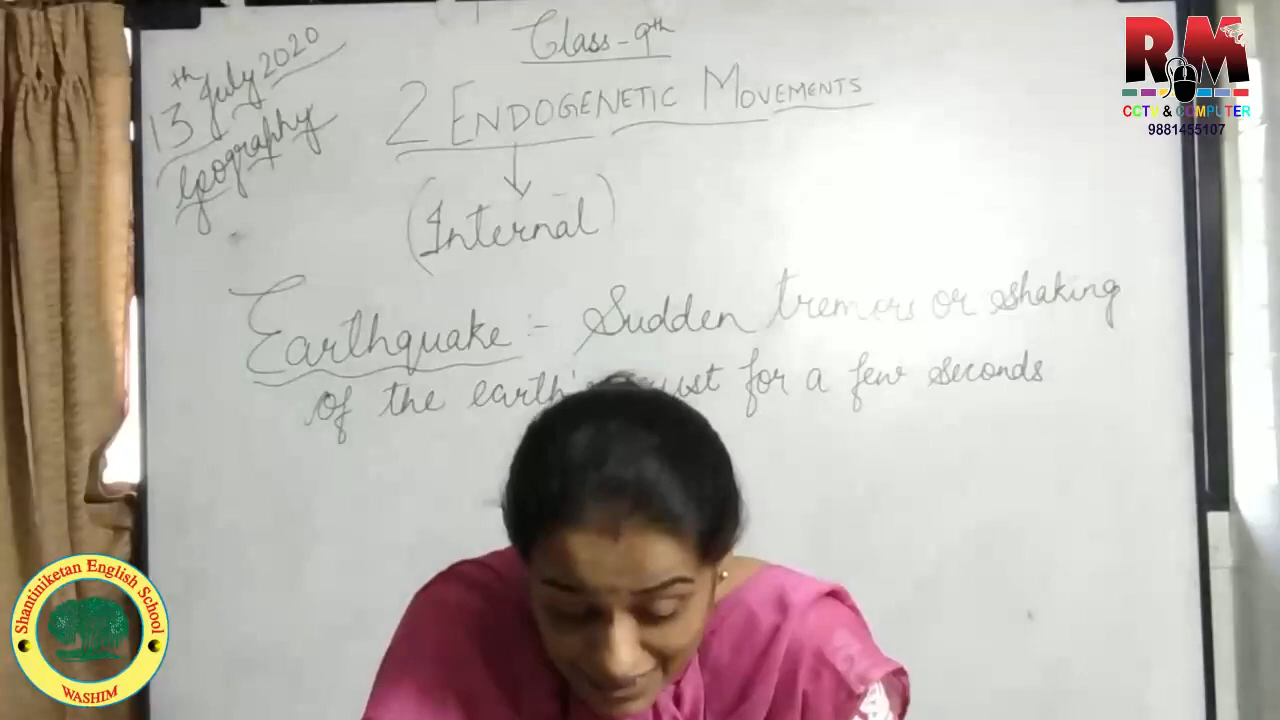 Class-9th
13th July 2020
Geography
2 ENDOGENETIC MOVEMENTS
(Internal)
Earthquake :- Sudden tremors or shaking
of the earth's crust for a few seconds
RM
CCTV & COMPUTER
9881455107
Shantiniketan English School
WASHIM